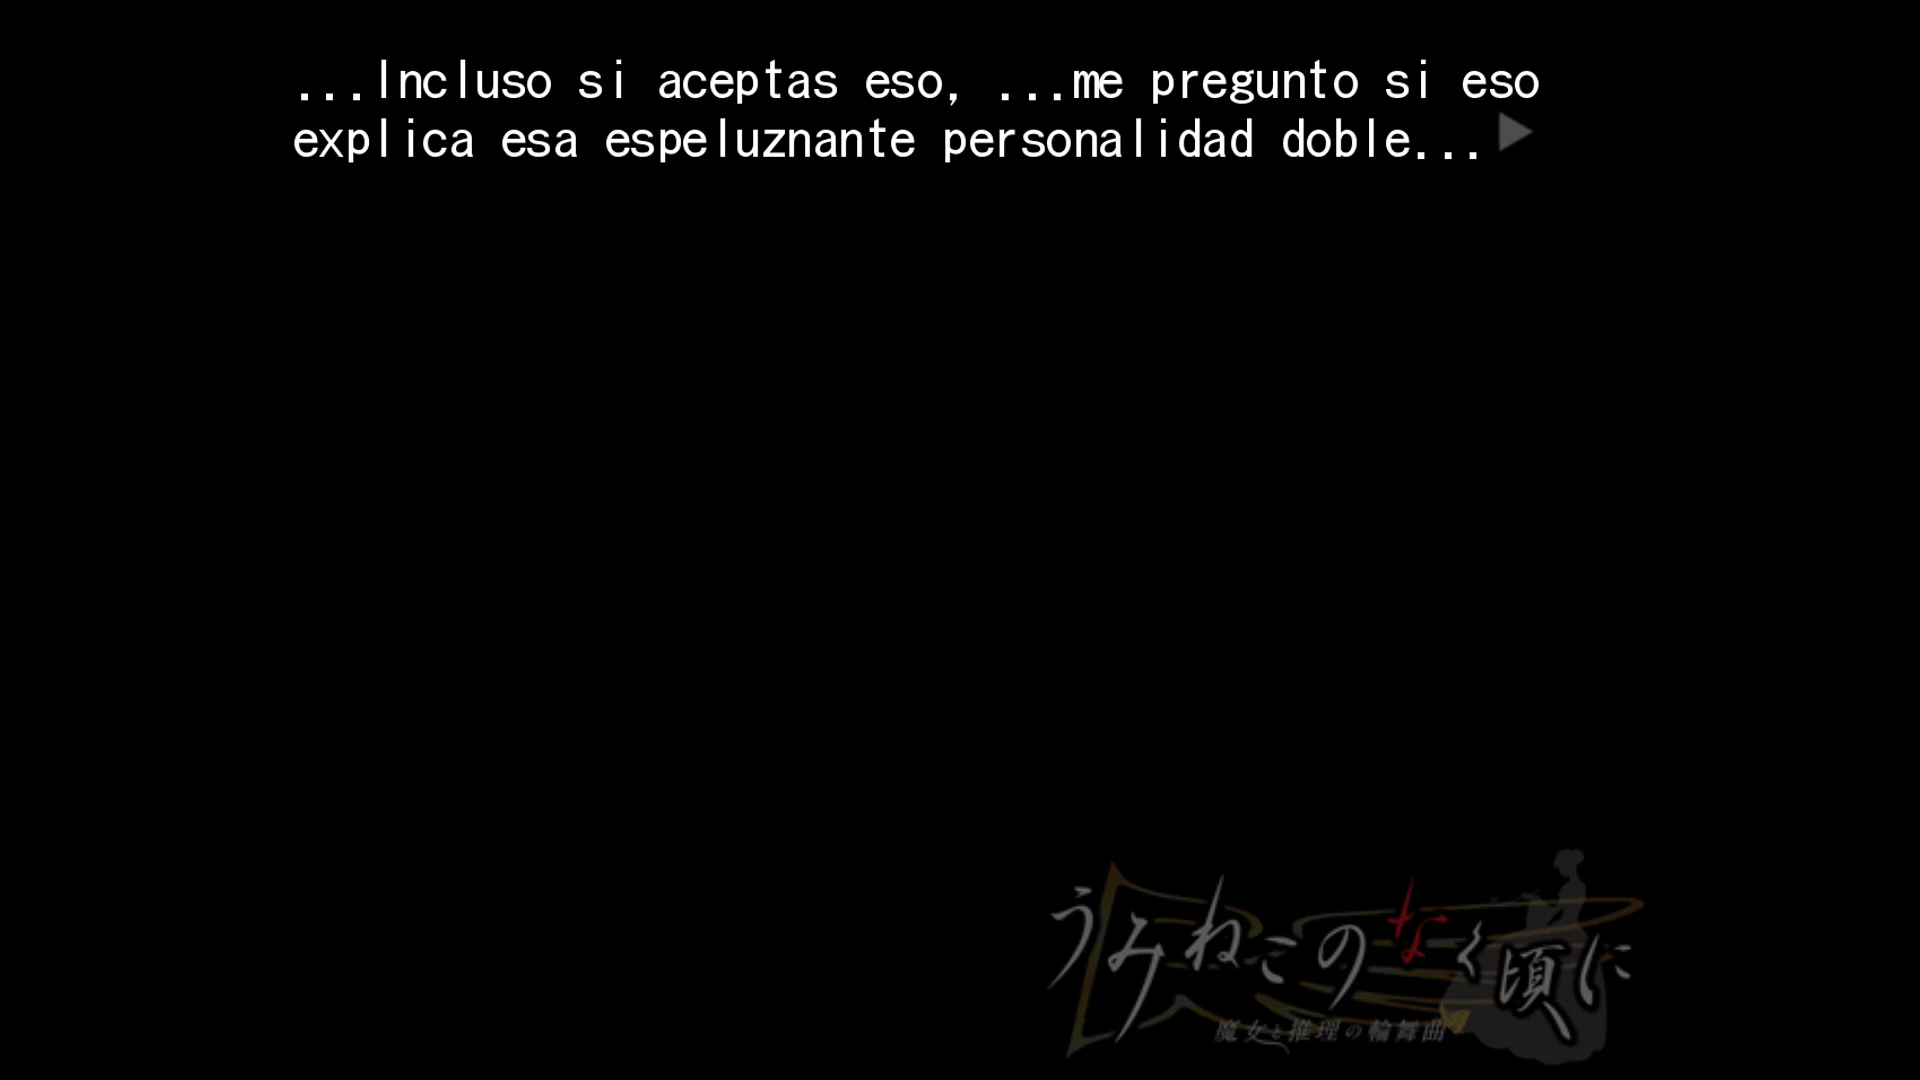 ...Incluso si aceptas eso, ...me pregunto si eso
explica esa espeluznante personalidad doble...
うみねこのなく頃に
魔女と推理の輪舞曲